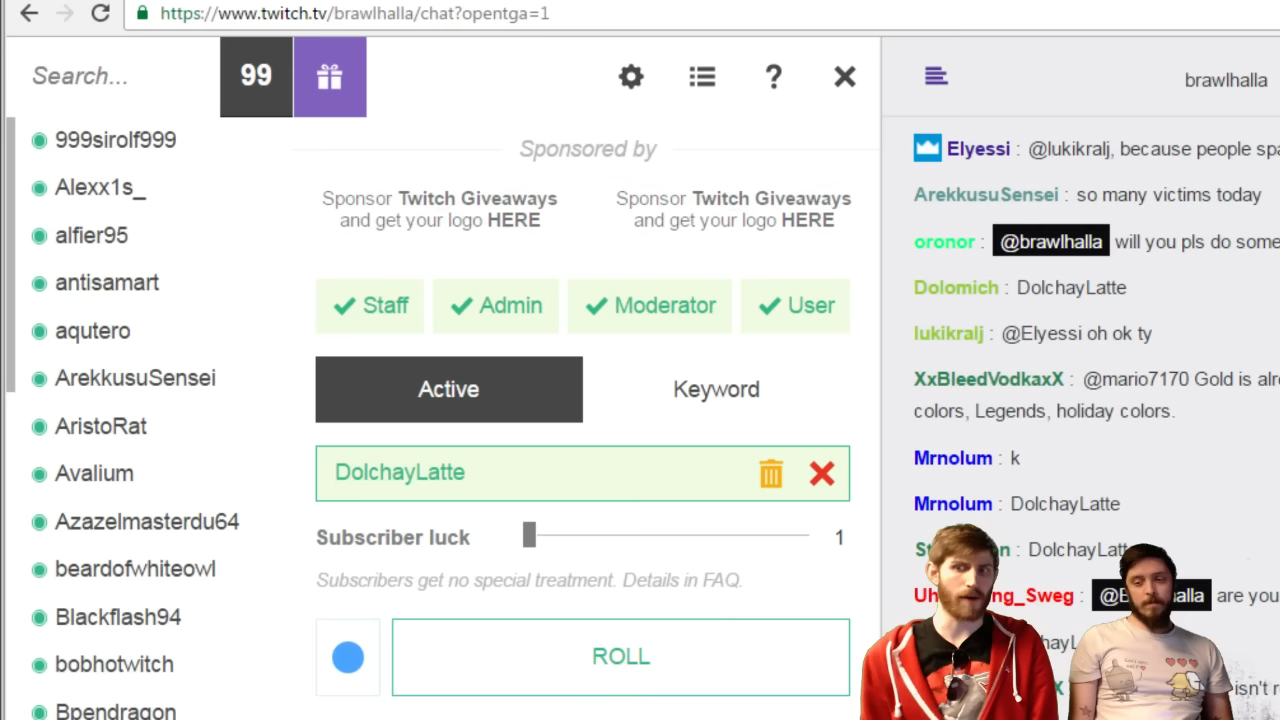 https://www.twitch.tv/brawlhalla/chat?opentga=1
Search...
99
999sirolf999
Alexx1s_
alfier95
antisamart
aqutero
ArekkusuSensei
AristoRat
Avalium
Azazelmasterdu64
beardofwhiteowl
Blackflash94
bobhotwitch
Bpendragon
?
Sponsored by
Sponsor Twitch Giveaways
and get your logo HERE
Sponsor Twitch Giveaways
and get your logo HERE
Staff
Admin
Moderator
User
Active
Keyword
DolchayLatte
Subscriber luck
1
Subscribers get no special treatment. Details in FAQ.
ROLL
brawlhalla
Elyessi : @lukikralj, because people spa
ArekkusuSensei : so many victims today
oronor : @brawlhalla will you pls do some
Dolomich : DolchayLatte
lukikralj : @Elyessi oh ok ty
XxBleedVodkaxX : @mario7170 Gold is alre
colors, Legends, holiday colors.
Mrnolum : k
Mrnolum : DolchayLatte
: DolchayLatt
are you
isn't r